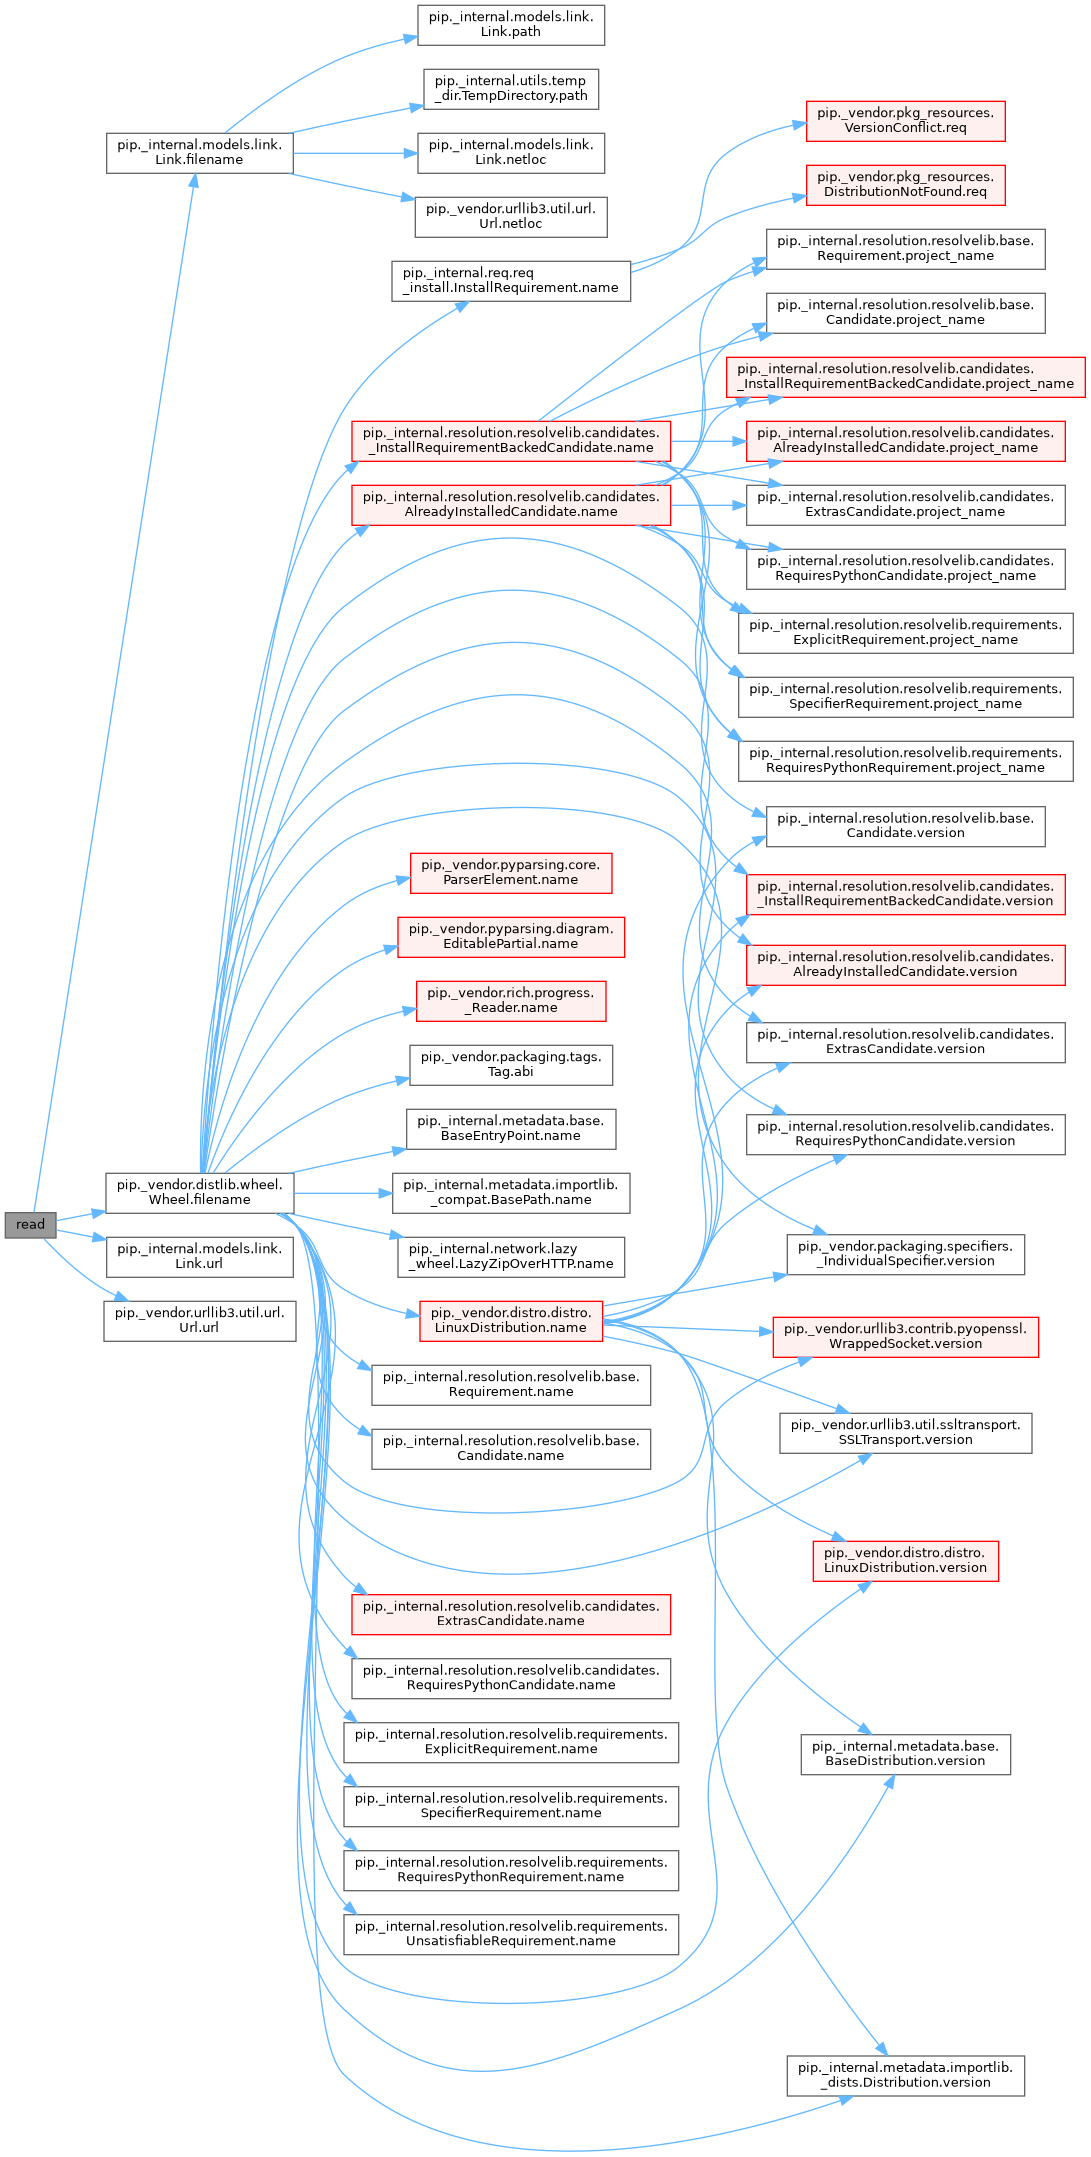 pip._internal.models.link.
Link.path
pip._internal.utils.temp
_dir.TempDirectory.path
pip._internal.models.link.
Link.filename
pip._internal.models.link.
Link.netloc
pip._vendor.urllib3.util.url.
Url.netloc
pip._internal.req.req
_install.InstallRequirement.name
pip._vendor.pkg_resources.
VersionConflict.req
pip._vendor.pkg_resources.
DistributionNotFound.req
pip._internal.resolution.resolvelib.base.
Requirement.project_name
pip._internal.resolution.resolvelib.base.
Candidate.project_name
pip._internal.resolution.resolvelib.candidates.
_InstallRequirementBackedCandidate.project_name
pip._internal.resolution.resolvelib.candidates.
_InstallRequirementBackedCandidate.name
pip._internal.resolution.resolvelib.candidates.
AlreadyInstalledCandidate.project_name
pip._internal.resolution.resolvelib.candidates.
AlreadyInstalledCandidate.name
pip._internal.resolution.resolvelib.candidates.
ExtrasCandidate.project_name
pip._internal.resolution.resolvelib.candidates.
RequiresPythonCandidate.project_name
pip._internal.resolution.resolvelib.requirements.
ExplicitRequirement.project_name
pip._internal.resolution.resolvelib.requirements.
SpecifierRequirement.project_name
pip._internal.resolution.resolvelib.requirements.
RequiresPythonRequirement.project_name
pip._internal.resolution.resolvelib.base.
Candidate.version
pip._vendor.pyparsing.core.
ParserElement.name
pip._internal.resolution.resolvelib.candidates.
_InstallRequirementBackedCandidate.version
pip._vendor.pyparsing.diagram.
EditablePartial.name
pip._internal.resolution.resolvelib.candidates.
AlreadyInstalledCandidate.version
pip._vendor.rich.progress.
_Reader.name
pip._internal.resolution.resolvelib.candidates.
ExtrasCandidate.version
pip._vendor.packaging.tags.
Tag.abi
pip._internal.metadata.base.
BaseEntryPoint.name
pip._internal.resolution.resolvelib.candidates.
RequiresPythonCandidate.version
pip._vendor.distlib.wheel.
Wheel.filename
pip._internal.metadata.importlib.
_compat.BasePath.name
read
pip._internal.models.link.
Link.url
pip._internal.network.lazy
_wheel.LazyZipOverHTTP.name
pip._vendor.packaging.specifiers.
_IndividualSpecifier.version
pip._vendor.urllib3.util.url.
Url.url
pip._vendor.distro.distro.
LinuxDistribution.name
pip._vendor.urllib3.contrib.pyopenssl.
WrappedSocket.version
pip._internal.resolution.resolvelib.base.
Requirement.name
pip._vendor.urllib3.util.ssltransport.
SSLTransport.version
pip._internal.resolution.resolvelib.base.
Candidate.name
pip._vendor.distro.distro.
LinuxDistribution.version
pip._internal.resolution.resolvelib.candidates.
ExtrasCandidate.name
pip._internal.resolution.resolvelib.candidates.
RequiresPythonCandidate.name
pip._internal.resolution.resolvelib.requirements.
ExplicitRequirement.name
pip._internal.metadata.base.
BaseDistribution.version
pip._internal.resolution.resolvelib.requirements.
SpecifierRequirement.name
pip._internal.resolution.resolvelib.requirements.
RequiresPythonRequirement.name
pip._internal.resolution.resolvelib.requirements.
UnsatisfiableRequirement.name
pip._internal.metadata.importlib.
_dists.Distribution.version